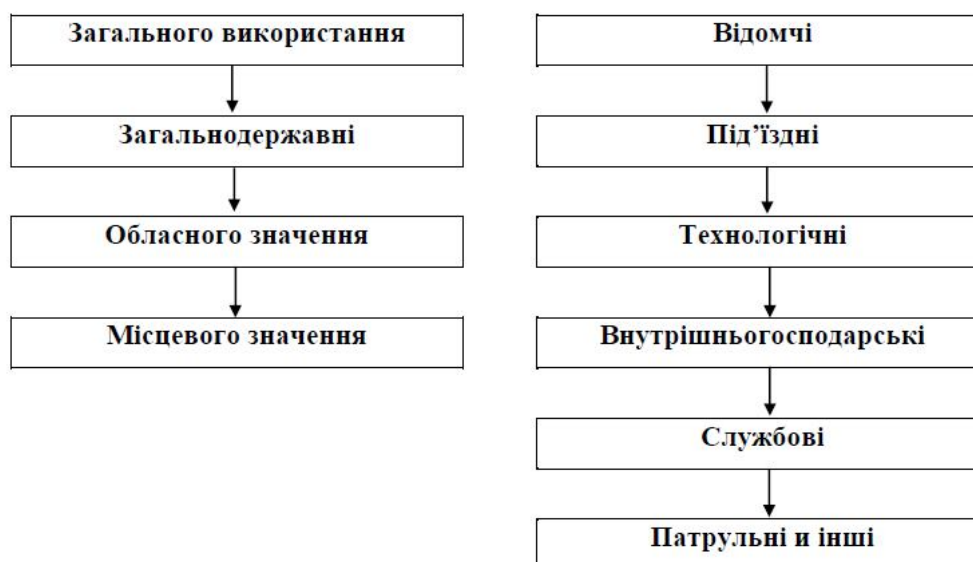 Загального використання
Загальнодержавні
Обласного значення
Місцевого значення
Відомчі
Під’їздні
Технологічні
Внутрішньогосподарські
Службові
Патрульні и інші